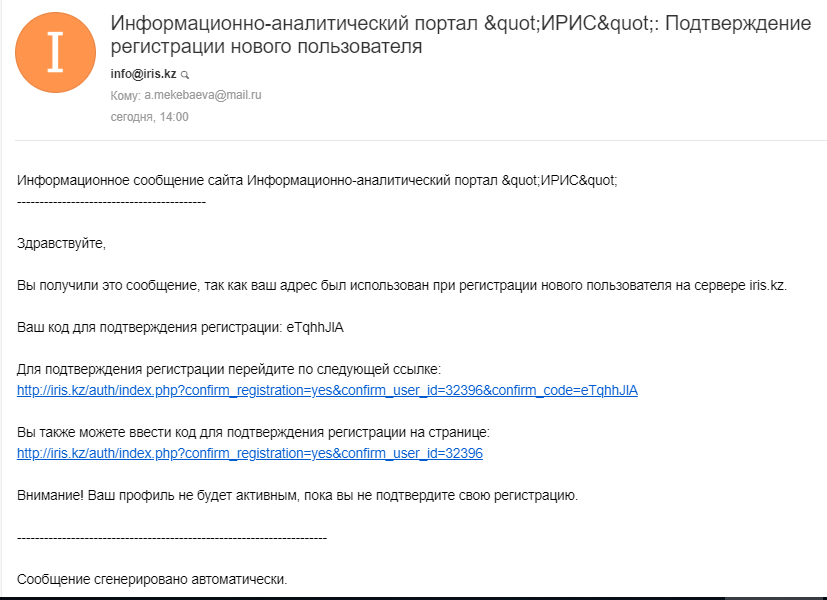 I
Информационно-аналитический портал &quot;ИРИС&quot;: Подтверждение
регистрации нового пользователя
info@iris.kz
Кому: a.mekebaeva@mail.ru
сегодня, 14:00
Информационное сообщение сайта Информационно-аналитический портал &quot;ИРИС&quot;
------------------------------------------
Здравствуйте,
Вы получили это сообщение, так как ваш адрес был использован при регистрации нового пользователя на сервере iris.kz.
Ваш код для подтверждения регистрации: eTqhhJlA
Для подтверждения регистрации перейдите по следующей ссылке:
http://iris.kz/auth/index.php?confirm_registration=yes&confirm_user_id=32396&confirm_code=eTqhhJlA
Вы также можете ввести код для подтверждения регистрации на странице:
http://iris.kz/auth/index.php?confirm_registration=yes&confirm_user_id=32396
Внимание! Ваш профиль не будет активным, пока вы не подтвердите свою регистрацию.
---------------------------------------------------------------------
Сообщение сгенерировано автоматически.